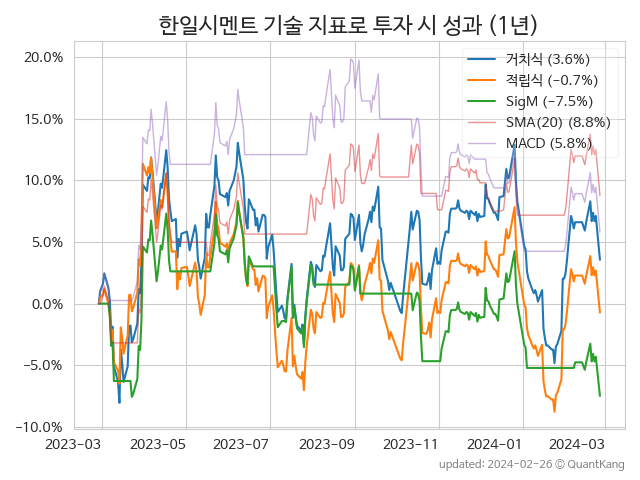 한일시멘트 기술 지표로 투자 시 성과 (1년)
20.0%
15.0%
10.0%
5.0%
0.0%
−5.0%
−10.0%
거치식 (3.6%)
적립식 (−0.7%)
SigM (−7.5%)
SMA(20) (8.8%)
MACD (5.8%)
2023-03 2023-05 2023-07 2023-09 2023-11 2024-01 2024-03
updated: 2024-02-26 © QuantKang